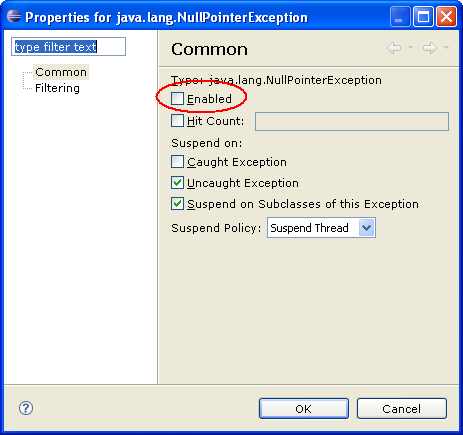 Properties for java.lang.NullPointerException
type filter text
Common
Filtering
Common
Type: java.lang.NullPointerException
Enabled
Hit Count:
Suspend on:
Caught Exception
Uncaught Exception
Suspend on Subclasses of this Exception
Suspend Policy: Suspend Thread
OK Cancel